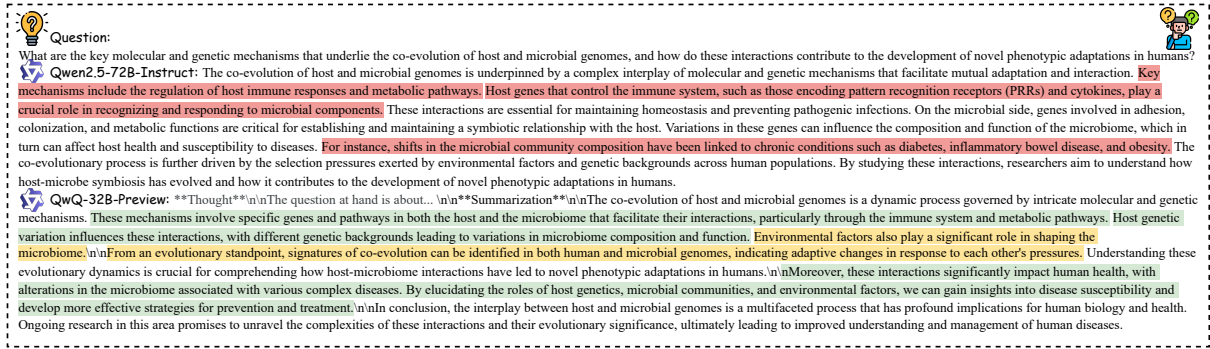 Question:
What are the key molecular and genetic mechanisms that underlie the co-evolution of host and microbial genomes, and how do these interactions contribute to the development of novel phenotypic adaptations in humans?
Qwen2.5-72B-Instruct: The co-evolution of host and microbial genomes is underpinned by a complex interplay of molecular and genetic mechanisms that facilitate mutual adaptation and interaction. Key
mechanisms include the regulation of host immune responses and metabolic pathways. Host genes that control the immune system, such as those encoding pattern recognition receptors (PRRs) and cytokines, play a
crucial role in recognizing and responding to microbial components. These interactions are essential for maintaining homeostasis and preventing pathogenic infections. On the microbial side, genes involved in adhesion,
colonization, and metabolic functions are critical for establishing and maintaining a symbiotic relationship with the host. Variations in these genes can influence the composition and function of the microbiome, which in
turn can affect host health and susceptibility to diseases. For instance, shifts in the microbial community composition have been linked to chronic conditions such as diabetes, inflammatory bowel disease, and obesity. The
co-evolutionary process is further driven by the selection pressures exerted by environmental factors and genetic backgrounds across human populations. By studying these interactions, researchers aim to understand how
host-microbe symbiosis has evolved and how it contributes to the development of novel phenotypic adaptations in humans.
QwQ-32B-Preview: **Thought**\n\nThe question at hand is about... \n\n**Summarization**\n\nThe co-evolution of host and microbial genomes is a dynamic process governed by intricate molecular and genetic
mechanisms. These mechanisms involve specific genes and pathways in both the host and the microbiome that facilitate their interactions, particularly through the immune system and metabolic pathways. Host genetic
variation influences these interactions, with different genetic backgrounds leading to variations in microbiome composition and function. Environmental factors also play a significant role in shaping the
microbiome.\n\nFrom an evolutionary standpoint, signatures of co-evolution can be identified in both human and microbial genomes, indicating adaptive changes in response to each other's pressures. Understanding these
evolutionary dynamics is crucial for comprehending how host-microbiome interactions have led to novel phenotypic adaptations in humans.\n\nMoreover, these interactions significantly impact human health, with
alterations in the microbiome associated with various complex diseases. By elucidating the roles of host genetics, microbial communities, and environmental factors, we can gain insights into disease susceptibility and
develop more effective strategies for prevention and treatment.\n\nIn conclusion, the interplay between host and microbial genomes is a multifaceted process that has profound implications for human biology and health.
Ongoing research in this area promises to unravel the complexities of these interactions and their evolutionary significance, ultimately leading to improved understanding and management of human diseases.